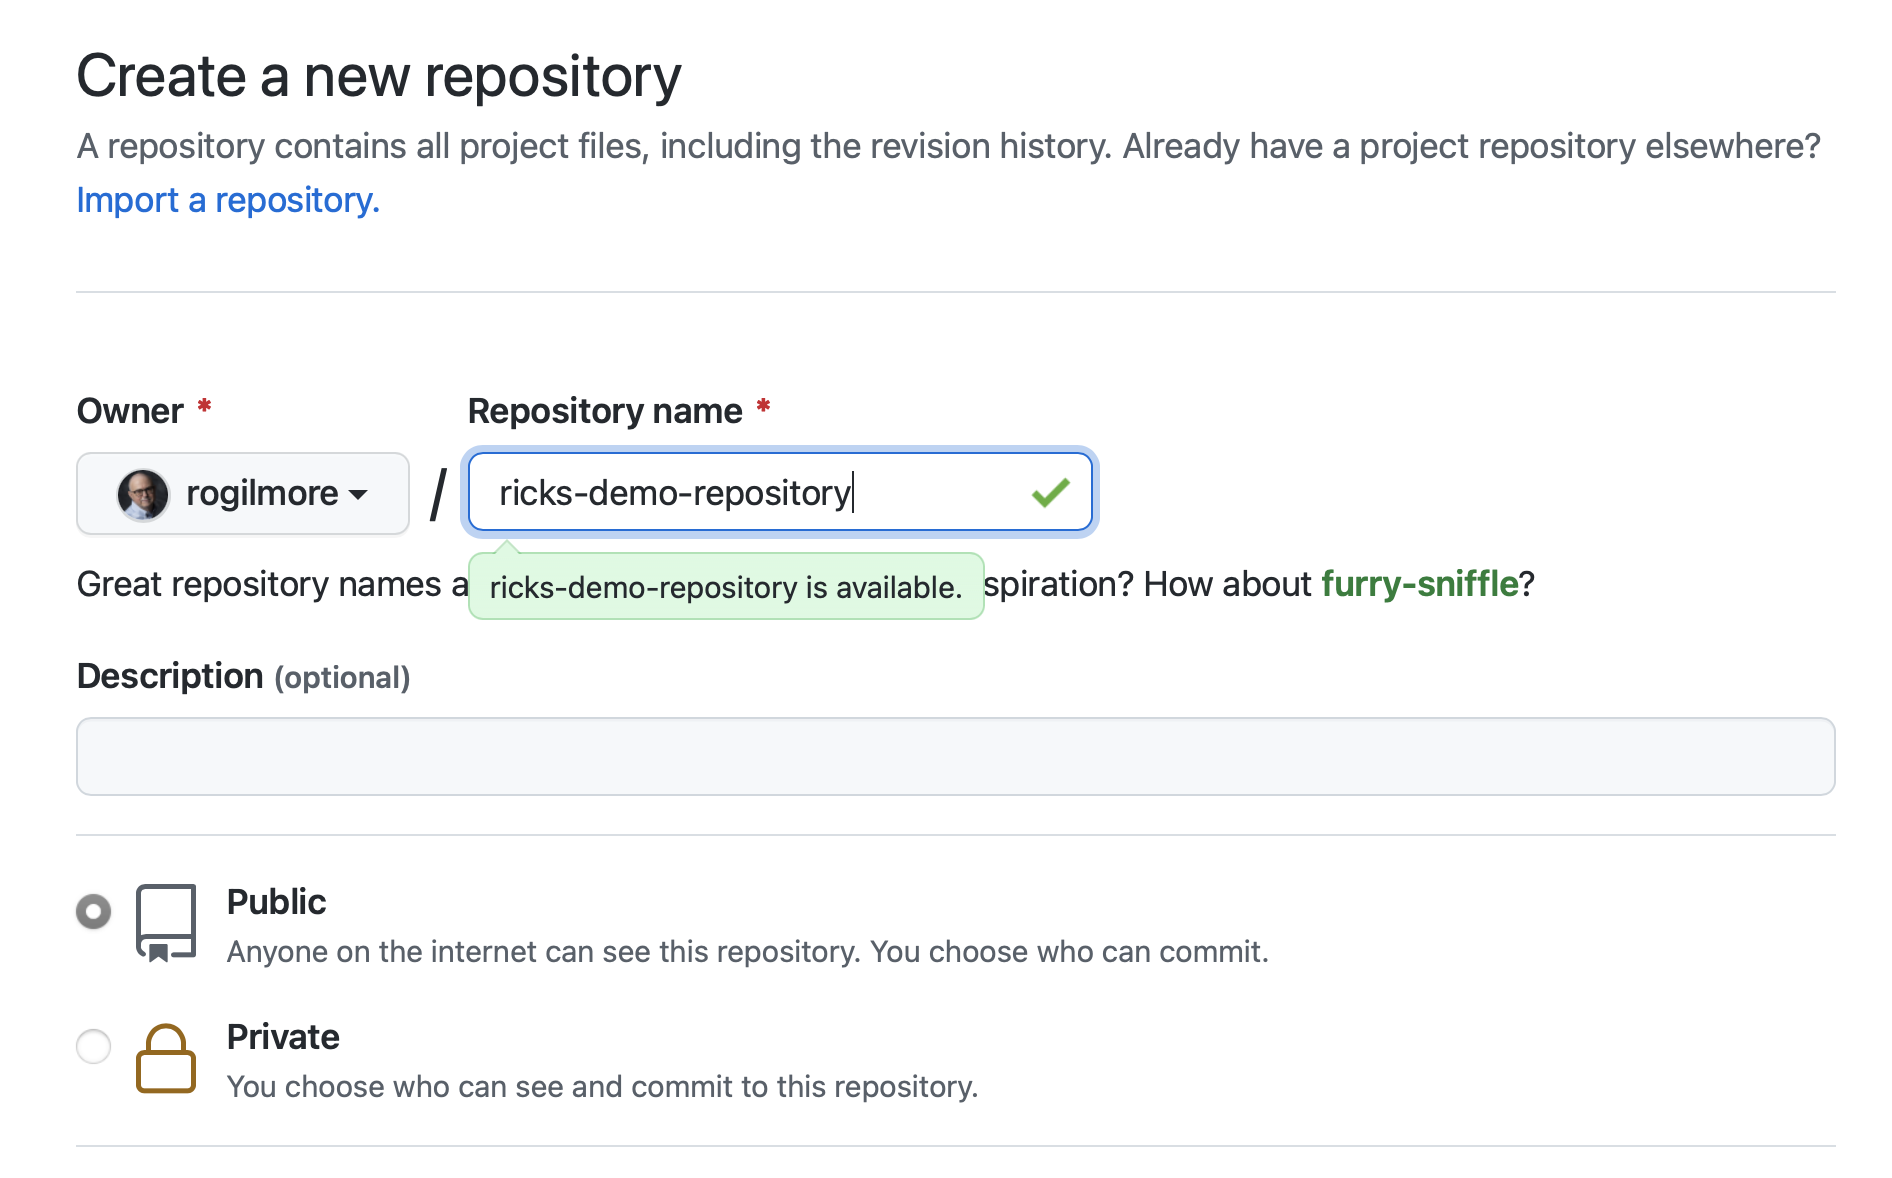 Create a new repository
A repository contains all project files, including the revision history. Already have a project repository elsewhere?
Import a repository.
Owner * Repository name *
rogilmore / ricks-demo-repository
Great repository names a spiration? How about furry-sniffle?
ricks-demo-repository is available.
Description (optional)
Public
Anyone on the internet can see this repository. You choose who can commit.
Private
You choose who can see and commit to this repository.